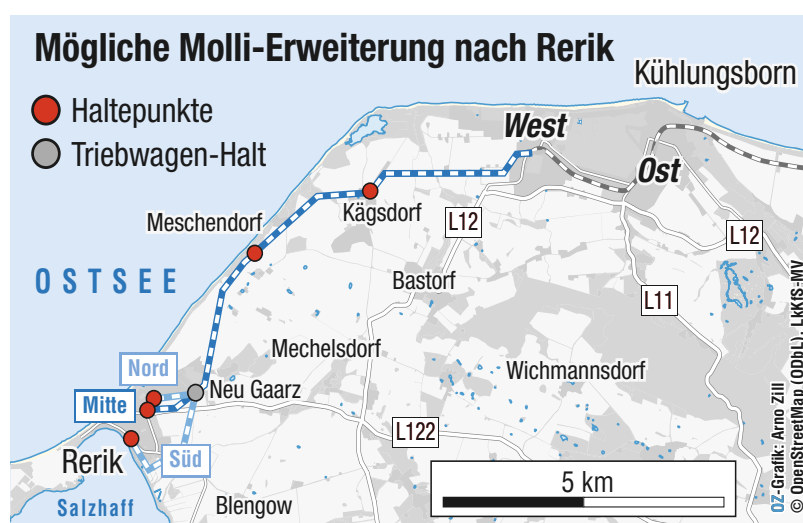 Mögliche Molli-Erweiterung nach Rerik
Kühlungsborn
Haltepunkte
Triebwagen-Halt
West
Ost
Kägsdorf
Meschendorf
L12
L12
OSTSEE
Bastorf
L11
Mechelsdorf
Nord
Wichmannsdorf
Neu Gaarz
Mitte
L122
Süd
Rerik
5 km
Salzhaff
Blengow
OZ-Grafik: Arno Zill
© OpenStreetMap (ODbL), LkKfS-MV